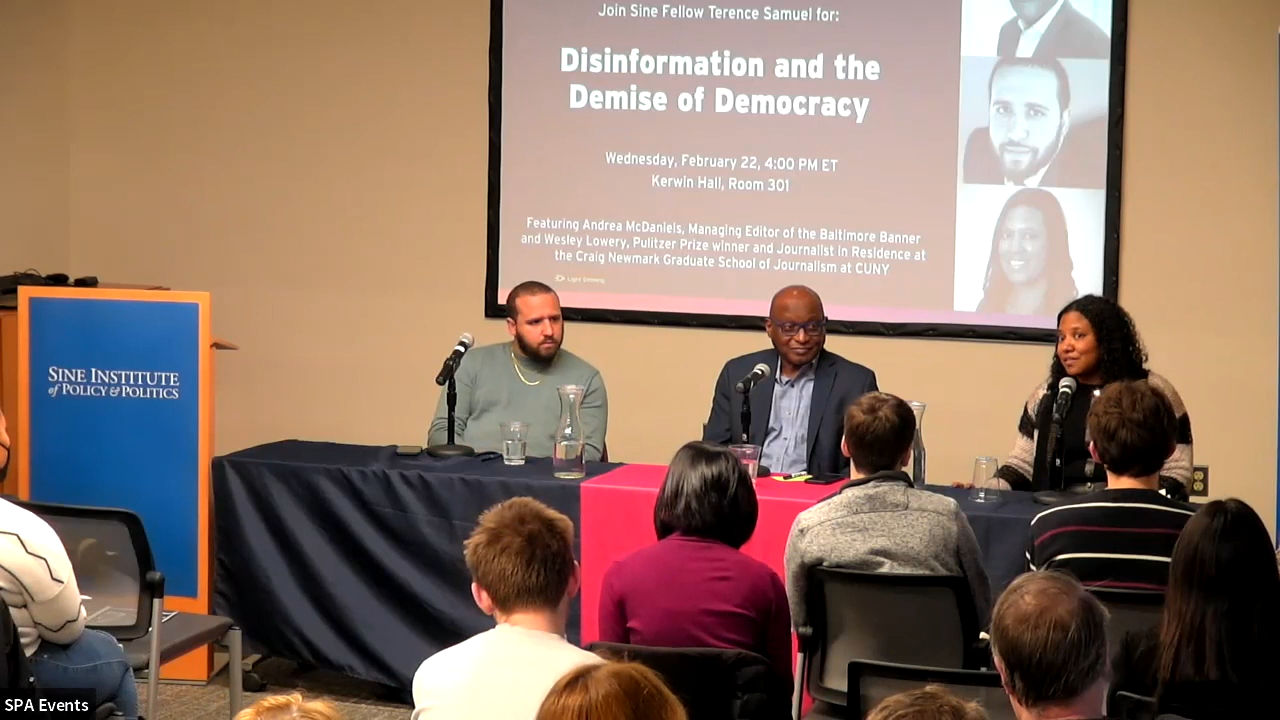 Join Sine Fellow Terence Samuel for:
Disinformation and the
Demise of Democracy
Wednesday, February 22, 4:00 PM ET
Kerwin Hall, Room 301
Featuring Andrea McDaniels, Managing Editor of the Baltimore Banner
and Wesley Lowery, Pulitzer Prize winner and Journalist in Residence at
the Craig Newmark Graduate School of Journalism at CUNY
SINE INSTITUTE
of POLICY & POLITICS
SPA Events